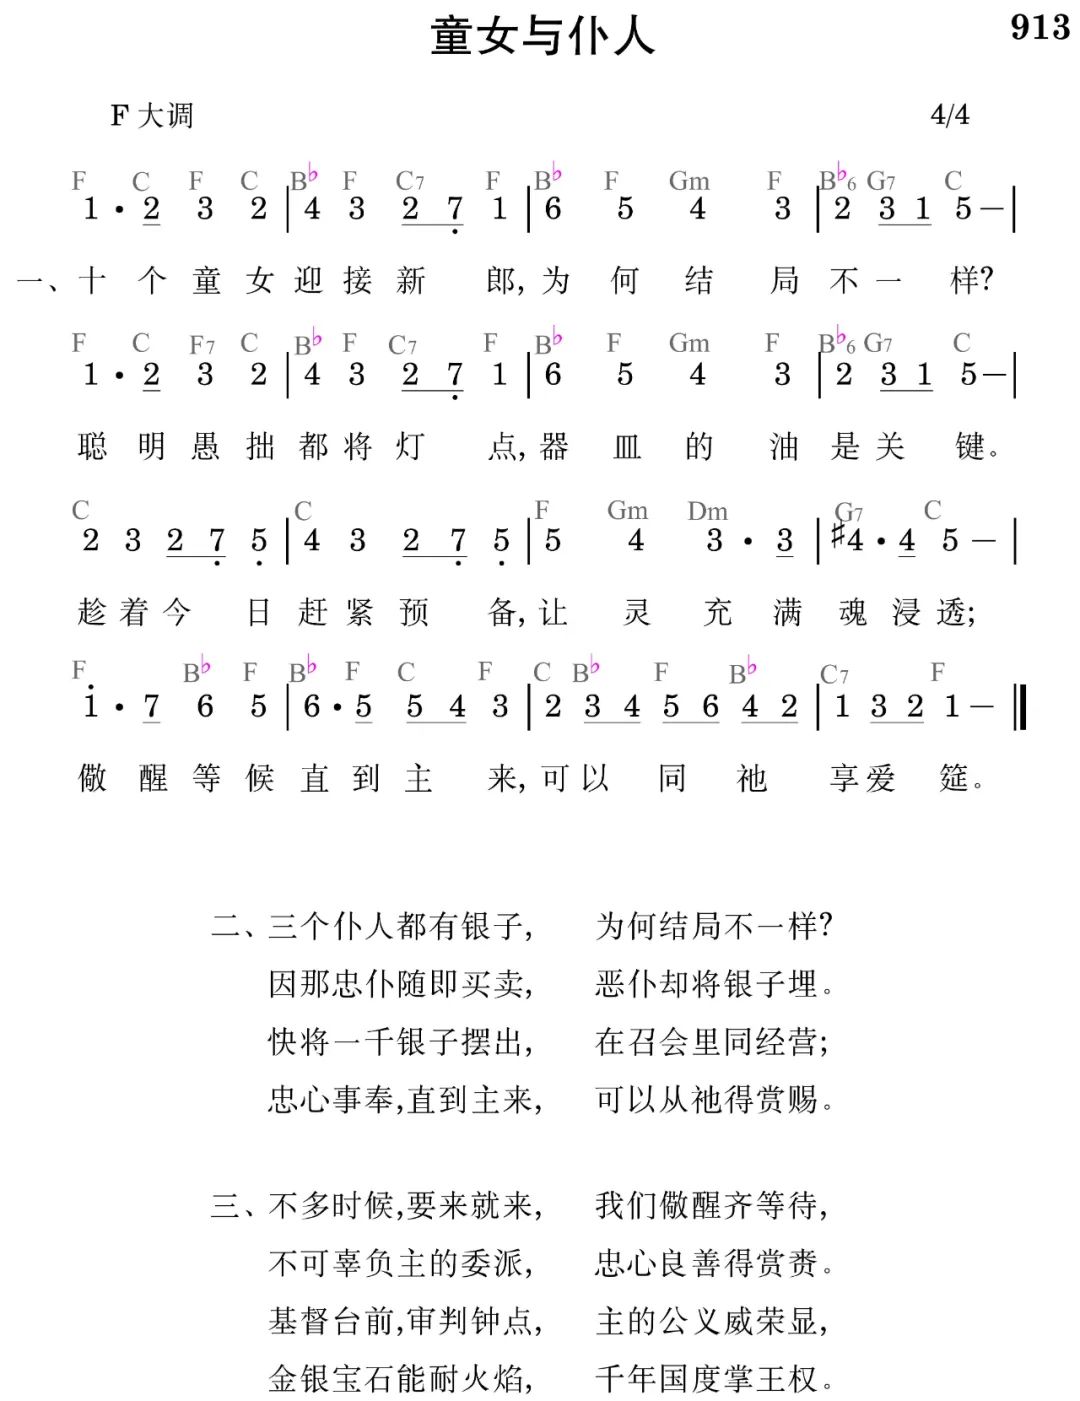 童女与仆人 913
F 大调 4/4
F C F C B♭ F C7 F B♭ F Gm F B♭6 G7 C
1 · 2 3 2 | 4 3 2 7 1 | 6 5 4 3 | 2 3 1 5 — |
一、十个童女迎接新郎,为何结局不一样?
F C F7 C B♭ F C7 F B♭ F Gm F B♭6 G7 C
1 · 2 3 2 | 4 3 2 7 1 | 6 5 4 3 | 2 3 1 5 — |
聪明愚拙都将灯点,器皿的油是关键。
C C F Gm Dm G7 C
2 3 2 7 5 | 4 3 2 7 5 | 5 4 3 · 3 | ♯4 · 4 5 — |
趁着今日赶紧预备,让灵充满魂浸透;
F B♭ F B♭ F C F C B♭ F B♭ C7 F
1 · 7 6 5 | 6 · 5 5 4 3 | 2 3 4 5 6 4 2 | 1 3 2 1 — ‖
儆醒等候直到主来,可以同祂享爱筵。
二、三个仆人都有银子, 为何结局不一样?
因那忠仆随即买卖, 恶仆却将银子埋。
快将一千银子摆出, 在召会里同经营;
忠心事奉,直到主来, 可以从祂得赏赐。
三、不多时候,要来就来, 我们儆醒齐等待,
不可辜负主的委派, 忠心良善得赏赉。
基督台前,审判钟点, 主的公义威荣显,
金银宝石能耐火焰, 千年国度掌王权。